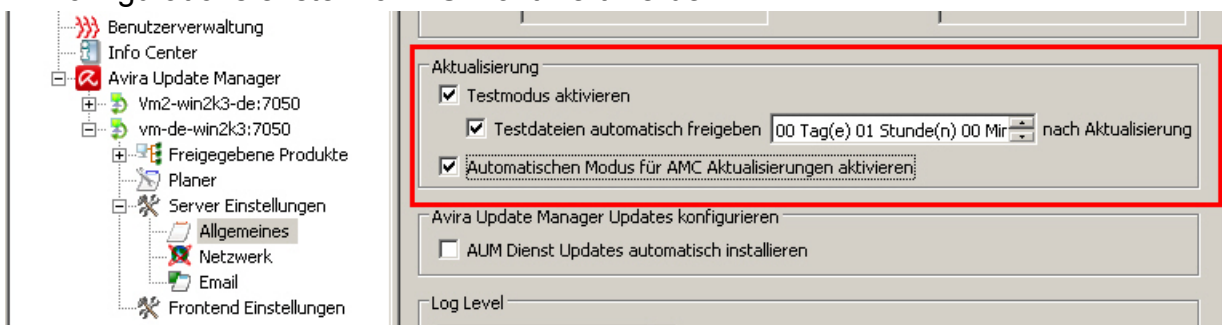 Benutzerverwaltung
Info Center
Avira Update Manager
Vm2-win2k3-de:7050
vm-de-win2k3:7050
Freigegebene Produkte
Planer
Server Einstellungen
Allgemeines
Netzwerk
Email
Frontend Einstellungen
Aktualisierung
Testmodus aktivieren
Testdateien automatisch freigeben 00 Tag(e) 01 Stunde(n) 00 Mir nach Aktualisierung
Automatischen Modus für AMC Aktualisierungen aktivieren
Avira Update Manager Updates konfigurieren
AUM Dienst Updates automatisch installieren
Log Level